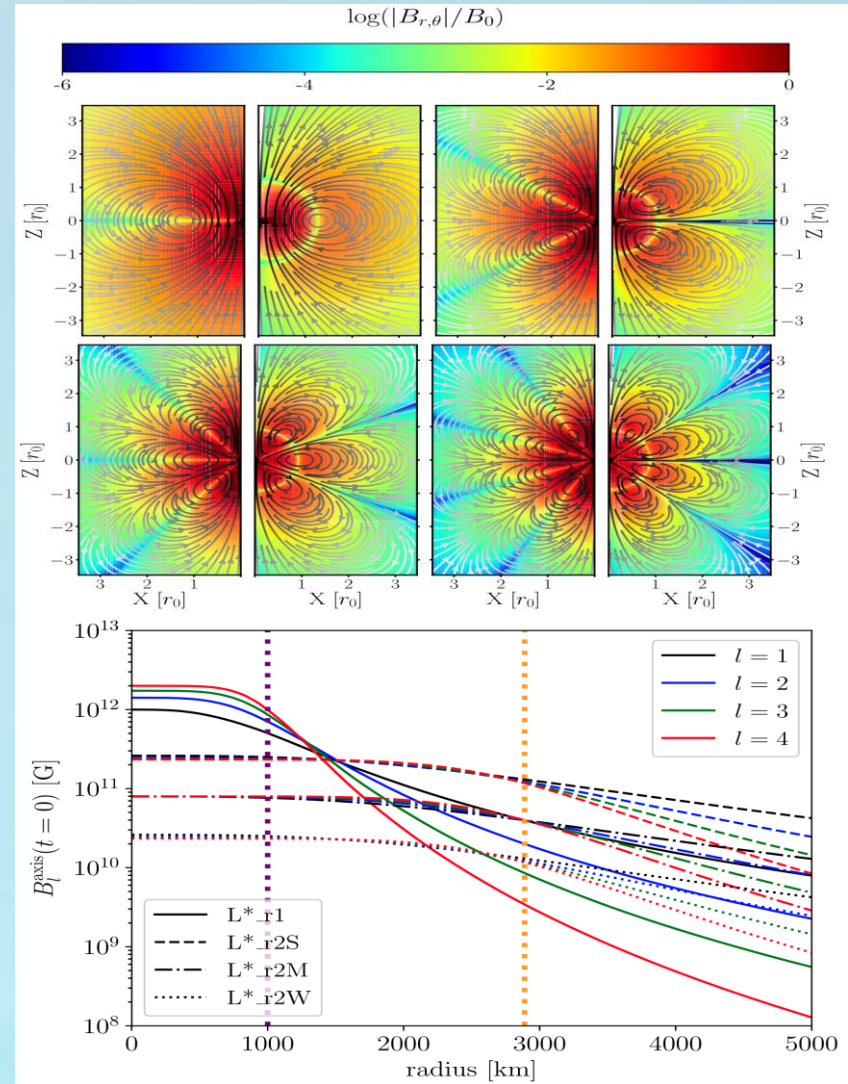 log(|B_{r,θ}|/B_0)
-6 -4 -2 0
3
2
1
0
−1
−2
−3
Z [r_0]
3
2
1
0
−1
−2
−3
Z [r_0]
3
2
1
0
−1
−2
−3
Z [r_0]
3
2
1
0
−1
−2
−3
Z [r_0]
3 2 1 1 2 3 3 2 1 1 2 3
X [r_0] X [r_0] X [r_0] X [r_0]
10^13
10^12
10^11
10^10
10^9
10^8
B_l^axis(t = 0) [G]
l = 1
l = 2
l = 3
l = 4
L*_r1
L*_r2S
L*_r2M
L*_r2W
0 1000 2000 3000 4000 5000
radius [km]